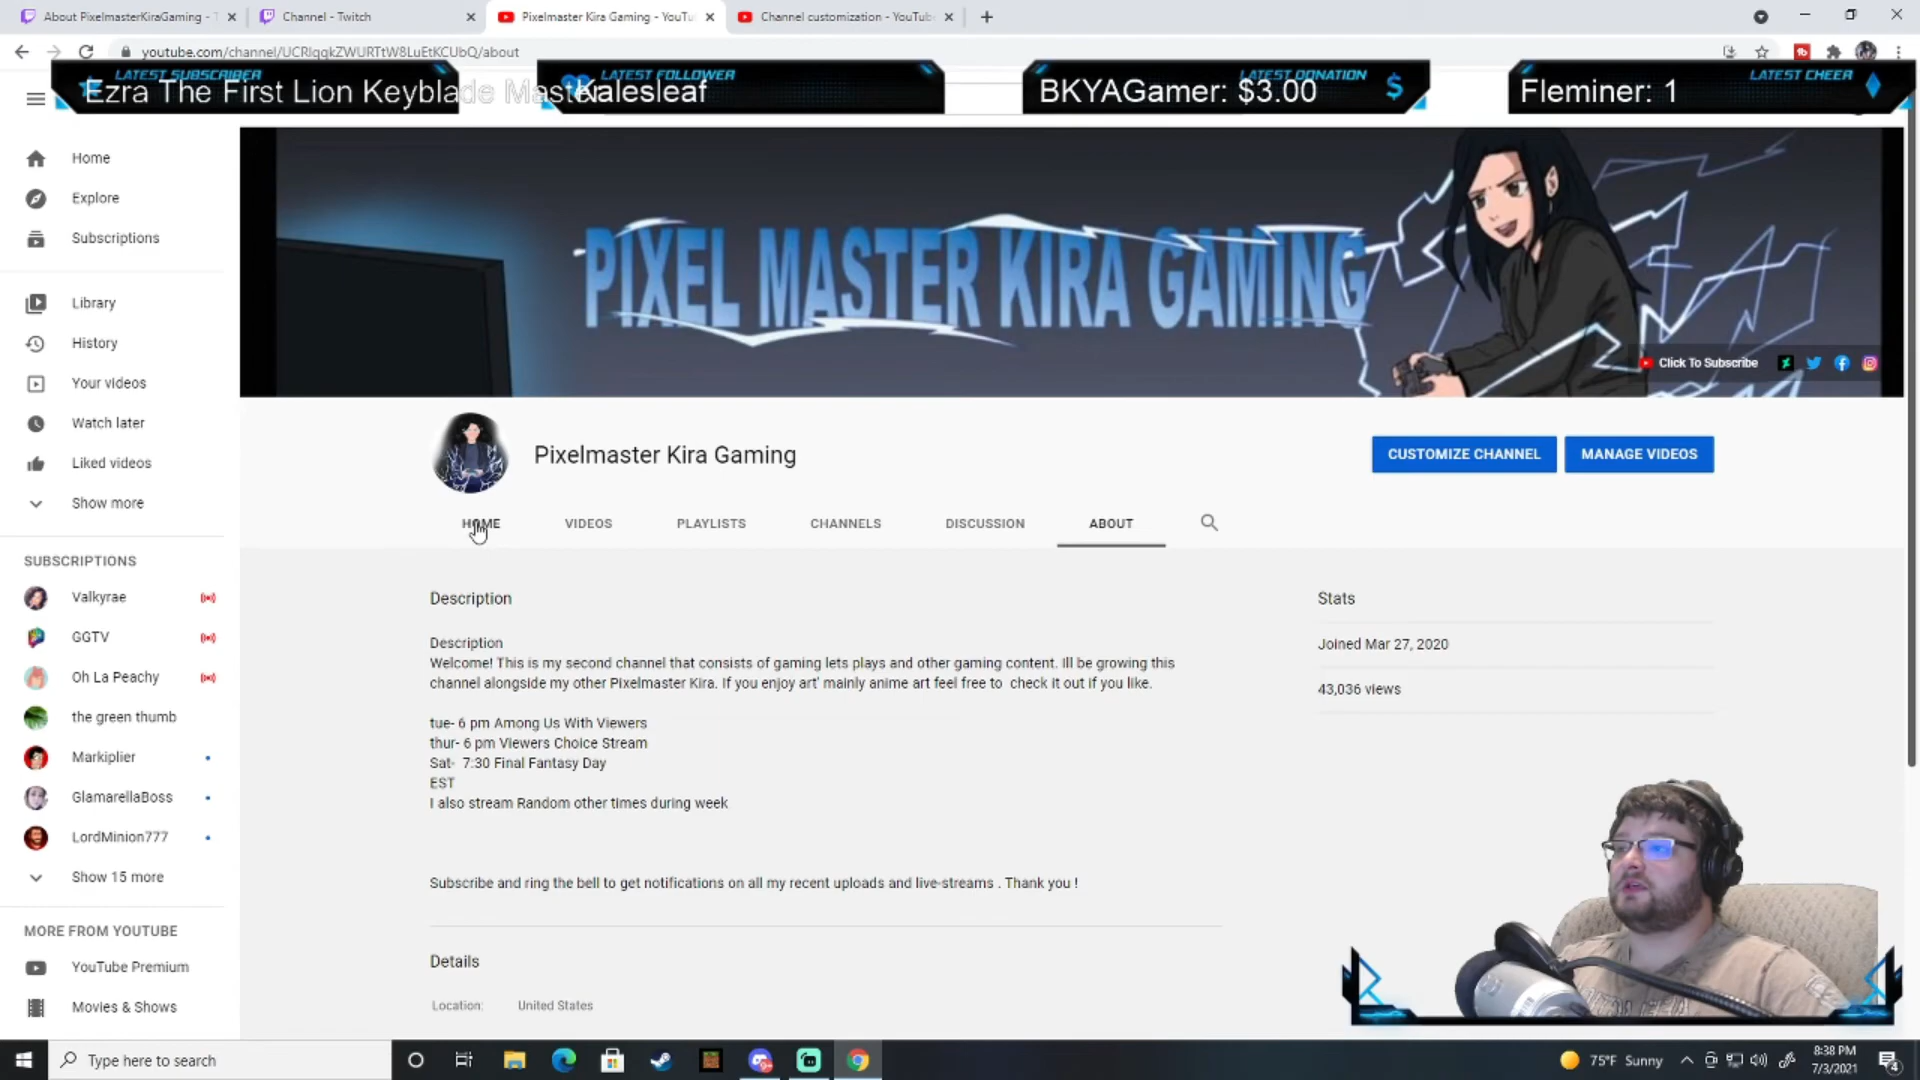 About PixelmasterKiraGaming - T
Channel - Twitch
Pixelmaster Kira Gaming - YouTu
Channel customization - YouTube
youtube.com/channel/UCRIqqkZWURTtW8LuEtKCUbQ/about
LATEST SUBSCRIBER
Ezra The First Lion Keyblade Master
LATEST FOLLOWER
Kalesleaf
LATEST DONATION
BKYAGamer: $3.00
LATEST CHEER
Fleminer: 1
Home
Explore
Subscriptions
Library
History
Your videos
Watch later
Liked videos
Show more
SUBSCRIPTIONS
Valkyrae
GGTV
Oh La Peachy
the green thumb
Markiplier
GlamarellaBoss
LordMinion777
Show 15 more
MORE FROM YOUTUBE
YouTube Premium
Movies & Shows
PIXEL MASTER KIRA GAMING
Click To Subscribe
Pixelmaster Kira Gaming
CUSTOMIZE CHANNEL
MANAGE VIDEOS
HOME
VIDEOS
PLAYLISTS
CHANNELS
DISCUSSION
ABOUT
Description
Description
Welcome! This is my second channel that consists of gaming lets plays and other gaming content. Ill be growing this
channel alongside my other Pixelmaster Kira. If you enjoy art' mainly anime art feel free to check it out if you like.
tue- 6 pm Among Us With Viewers
thur- 6 pm Viewers Choice Stream
Sat- 7:30 Final Fantasy Day
EST
I also stream Random other times during week
Subscribe and ring the bell to get notifications on all my recent uploads and live-streams . Thank you !
Details
Location: United States
Stats
Joined Mar 27, 2020
43,036 views
Type here to search
75°F Sunny
8:38 PM
7/3/2021
4